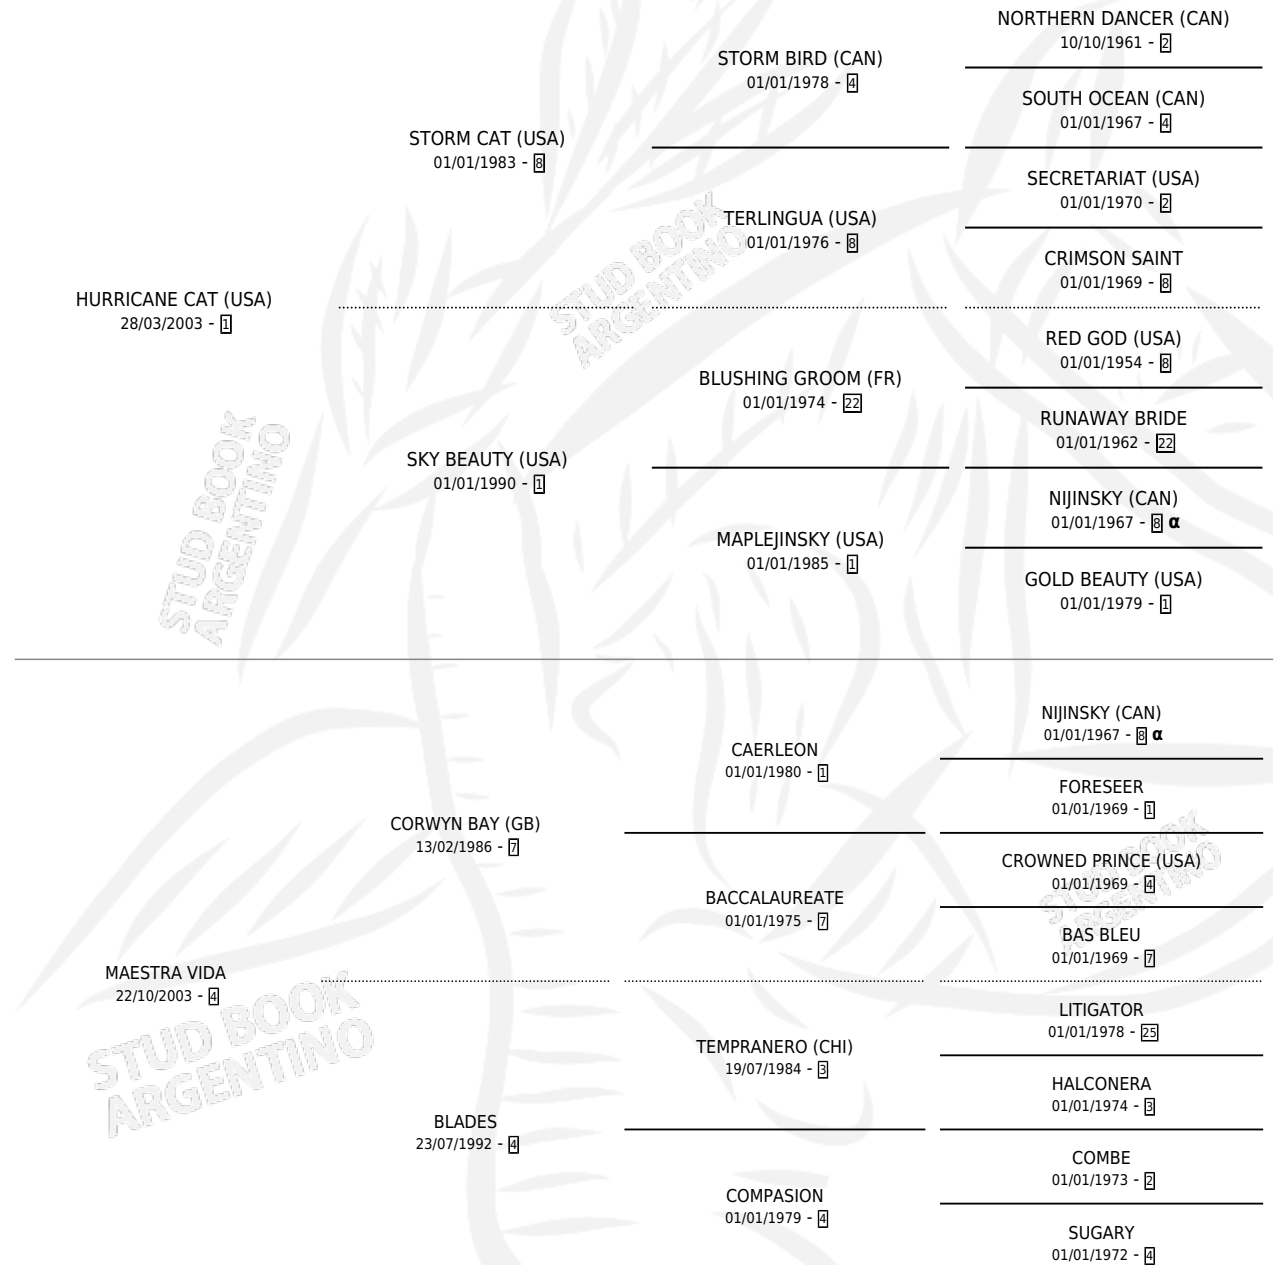 NORTHERN DANCER (CAN)
10/10/1961 - 2
STORM BIRD (CAN)
01/01/1978 - 4
SOUTH OCEAN (CAN)
01/01/1967 - 4
STORM CAT (USA)
01/01/1983 - 8
SECRETARIAT (USA)
01/01/1970 - 2
TERLINGUA (USA)
01/01/1976 - 8
CRIMSON SAINT
01/01/1969 - 8
HURRICANE CAT (USA)
28/03/2003 - 1
RED GOD (USA)
01/01/1954 - 8
BLUSHING GROOM (FR)
01/01/1974 - 22
RUNAWAY BRIDE
01/01/1962 - 22
SKY BEAUTY (USA)
01/01/1990 - 1
NIJINSKY (CAN)
01/01/1967 - 8 α
MAPLEJINSKY (USA)
01/01/1985 - 1
GOLD BEAUTY (USA)
01/01/1979 - 1
NIJINSKY (CAN)
01/01/1967 - 8 α
CAERLEON
01/01/1980 - 1
FORESEER
01/01/1969 - 1
CORWYN BAY (GB)
13/02/1986 - 7
CROWNED PRINCE (USA)
01/01/1969 - 4
BACCALAUREATE
01/01/1975 - 7
BAS BLEU
01/01/1969 - 7
MAESTRA VIDA
22/10/2003 - 4
LITIGATOR
01/01/1978 - 25
TEMPRANERO (CHI)
19/07/1984 - 3
HALCONERA
01/01/1974 - 3
BLADES
23/07/1992 - 4
COMBE
01/01/1973 - 2
COMPASION
01/01/1979 - 4
SUGARY
01/01/1972 - 4
STUD BOOK
ARGENTINO
STUD BOOK
ARGENTINO
STUD BOOK
ARGENTINO
STUD BOOK
ARGENTINO